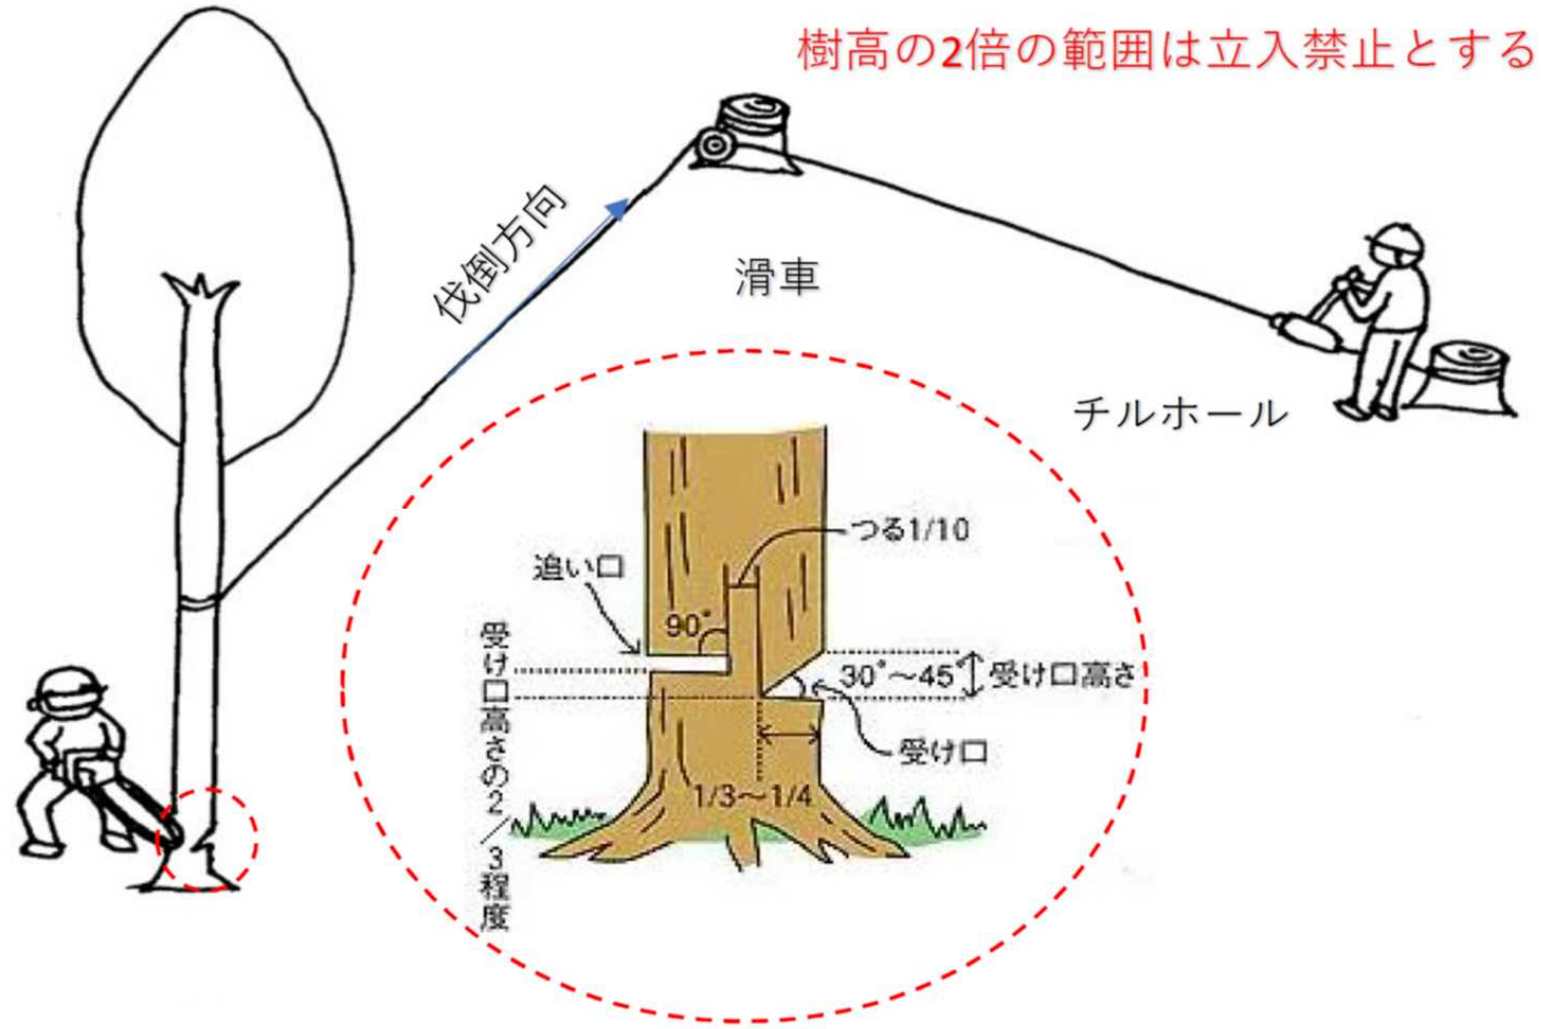 樹高の2倍の範囲は立入禁止とする
伐倒方向
滑車
チルホール
つる1/10
追い口
90°
受け口高さの2/3程度
30°～45°
受け口高さ
受け口
1/3～1/4